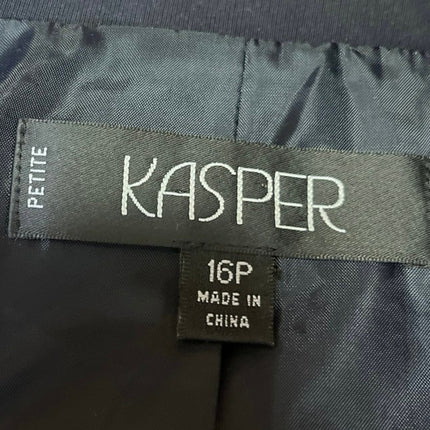 PETITE
KASPER
16P
MADE IN
CHINA